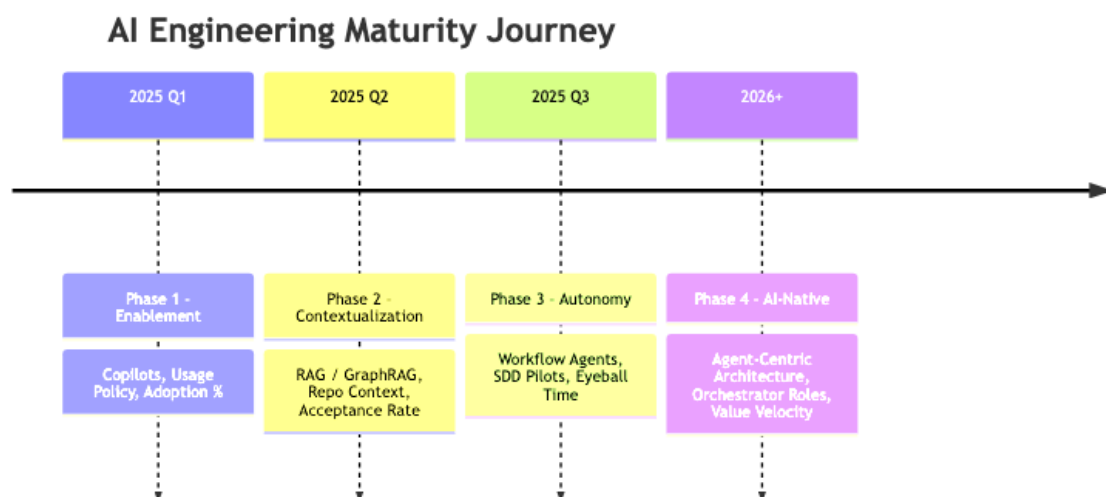 AI Engineering Maturity Journey
2025 Q1
2025 Q2
2025 Q3
2026+
Phase 1 -
Enablement
Copilots, Usage
Policy, Adoption %
Phase 2 -
Contextualization
RAG / GraphRAG,
Repo Context,
Acceptance Rate
Phase 3 - Autonomy
Workflow Agents,
SDD Pilots, Eyeball
Time
Phase 4 - AI-Native
Agent-Centric
Architecture,
Orchestrator Roles,
Value Velocity